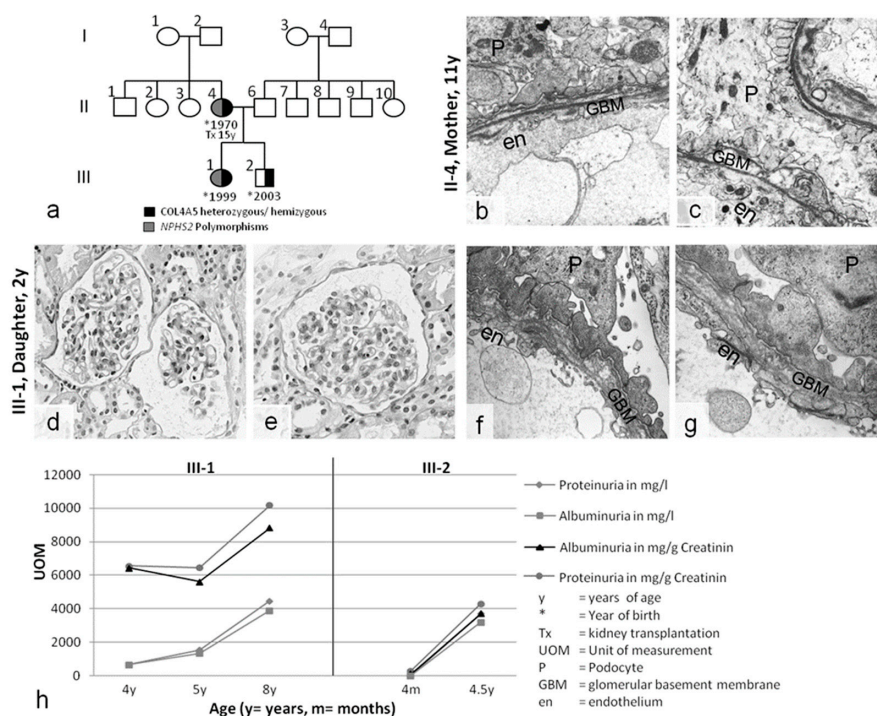 1 2 3 4
I
1 2 3 4 6 7 8 9 10
II
*1970
Tx 15y
1 2
III
*1999 *2003
a
COL4A5 heterozygous/ hemizygous
NPHS2 Polymorphisms
II-4, Mother, 11y
P
GBM
en
b
P
GBM
en
c
III-1, Daughter, 2y
d
e
P
en
GBM
f
P
en
GBM
g
III-1 III-2
12000
10000
8000
6000
4000
2000
0
UOM
4y 5y 8y 4m 4.5y
Age (y= years, m= months)
h
Proteinuria in mg/l
Albuminuria in mg/l
Albuminuria in mg/g Creatinin
Proteinuria in mg/g Creatinin
y = years of age
* = Year of birth
Tx = kidney transplantation
UOM = Unit of measurement
P = Podocyte
GBM = glomerular basement membrane
en = endothelium